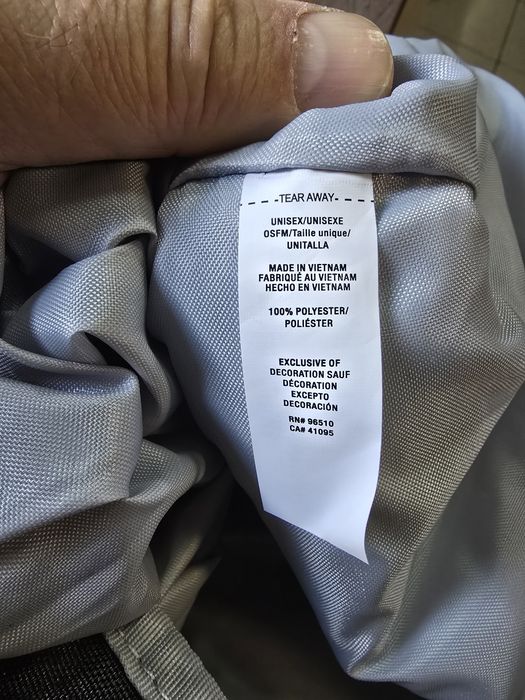 - - - -TEAR AWAY- - - -
UNISEX/UNISEXE
OSFM/Taille unique/
UNITALLA
MADE IN VIETNAM
FABRIQUÉ AU VIETNAM
HECHO EN VIETNAM
100% POLYESTER/
POLIÉSTER
EXCLUSIVE OF
DECORATION SAUF
DÉCORATION
EXCEPTO
DECORACIÓN
RN# 96510
CA# 41095